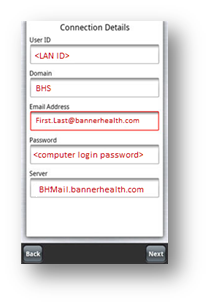 Connection Details
User ID
<LAN ID>
Domain
BHS
Email Address
First.Last@bannerhealth.com
Password
<computer login password>
Server
BHMail.bannerhealth.com
Back Next